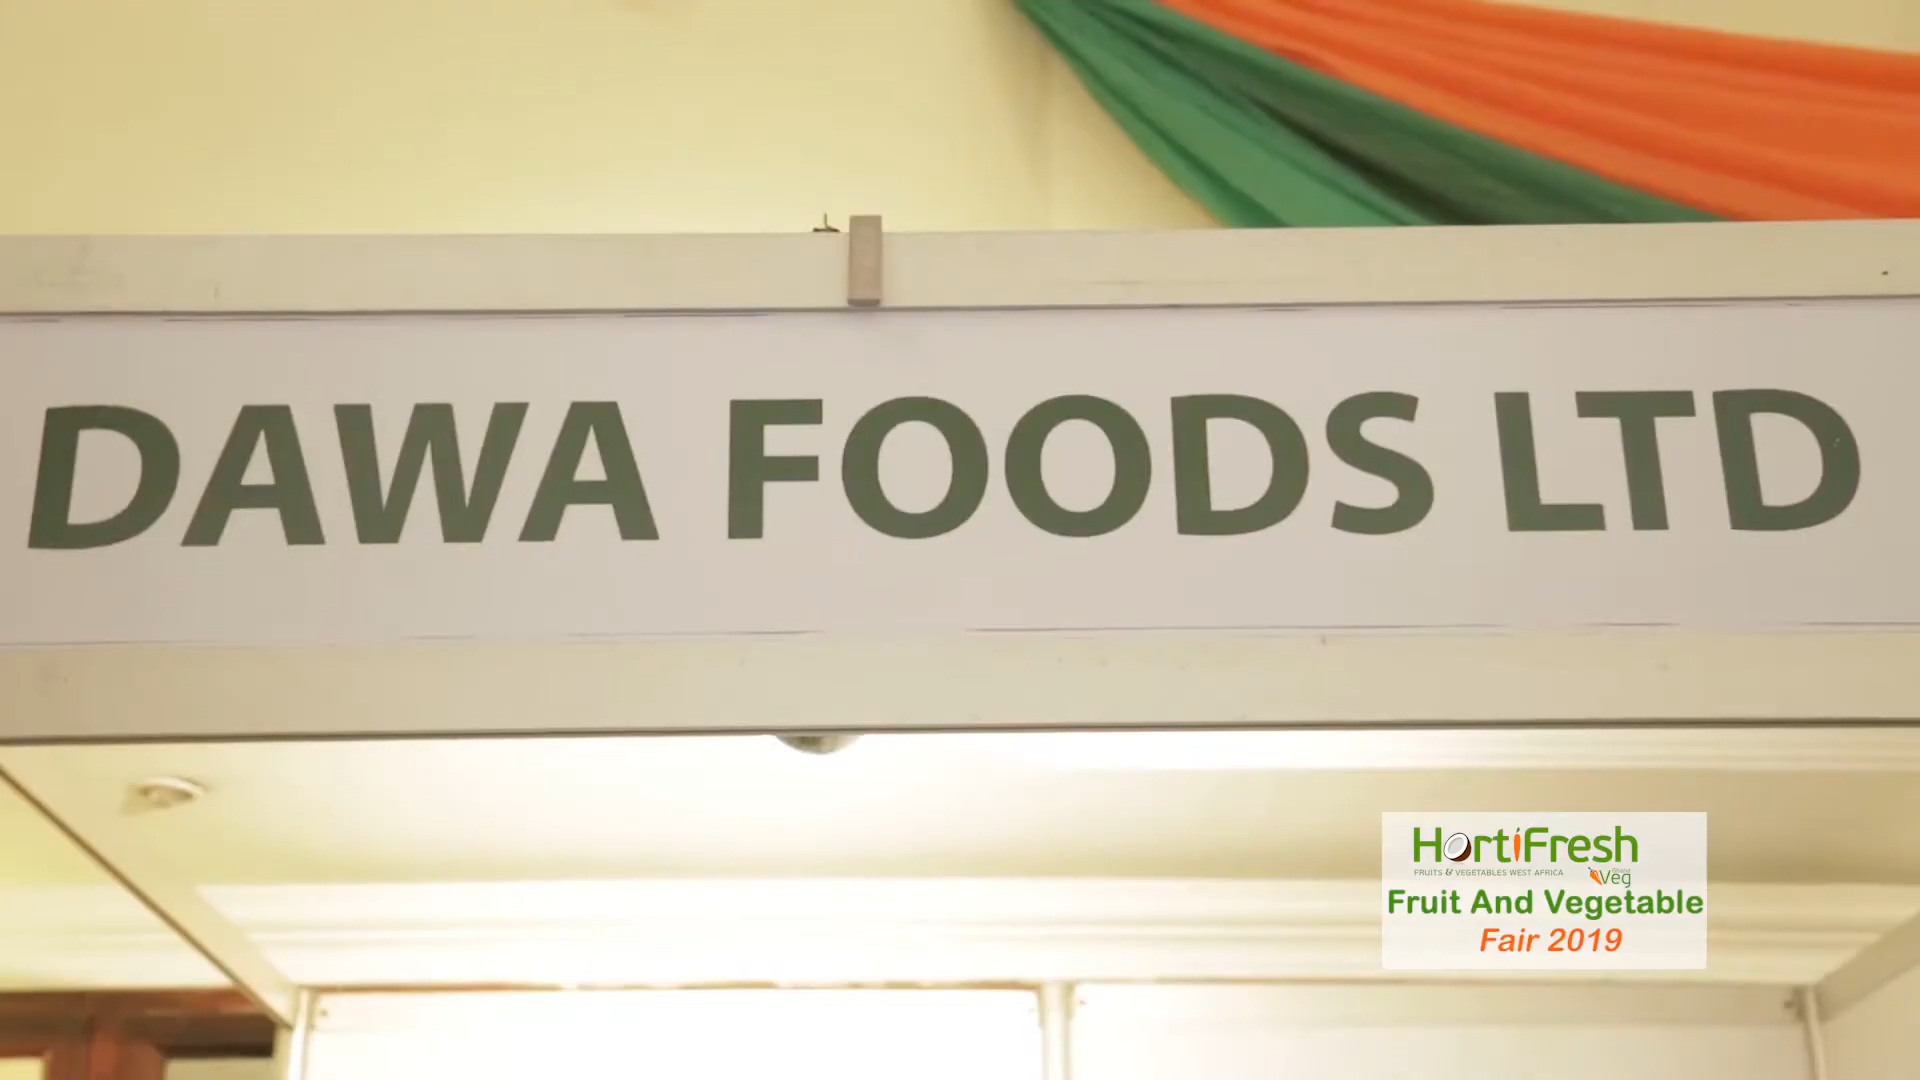 DAWA FOODS LTD
HortiFresh
FRUITS & VEGETABLES WEST AFRICA
Veg
Fruit And Vegetable
Fair 2019